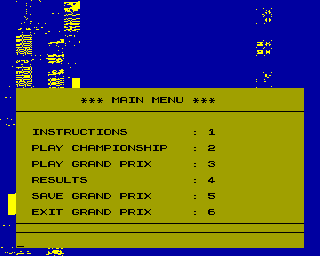 *** MAIN MENU ***
INSTRUCTIONS : 1
PLAY CHAMPIONSHIP : 2
PLAY GRAND PRIX : 3
RESULTS : 4
SAVE GRAND PRIX : 5
EXIT GRAND PRIX : 6